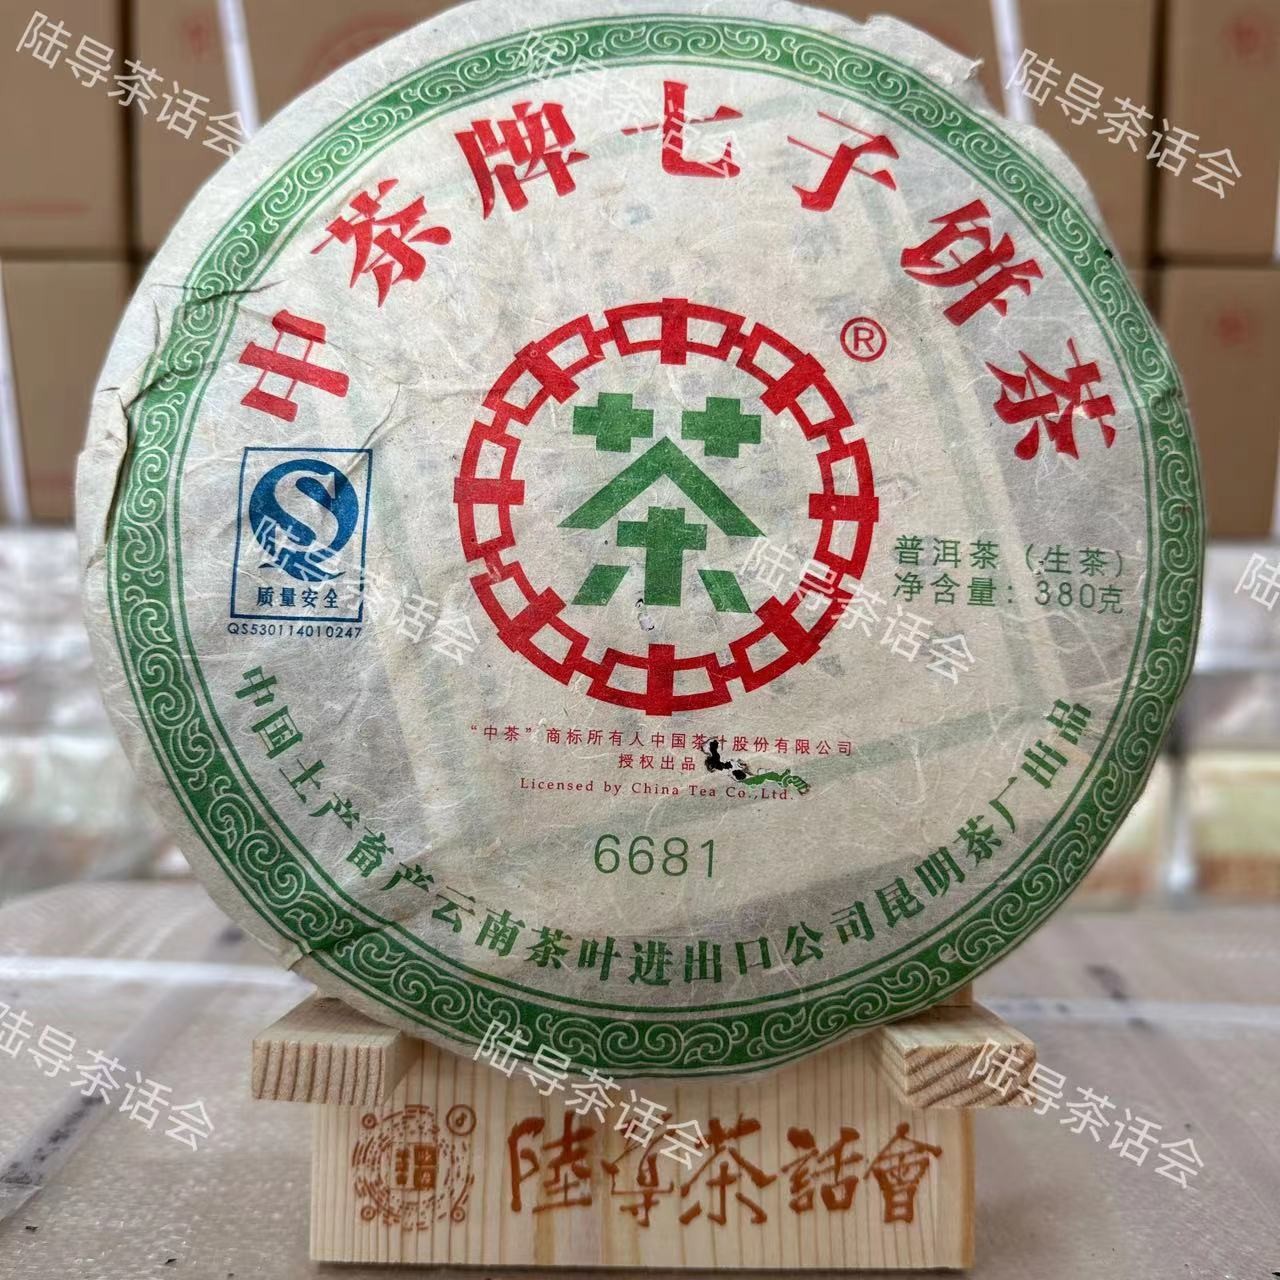 中茶牌七子饼茶
®
茶
质量安全
QS530114010247
普洱茶（生茶）
净含量：380克
“中茶”商标所有人中国茶叶股份有限公司
授权出品
Licensed by China Tea Co.,Ltd.
6681
中国土产畜产云南茶叶进出口公司昆明茶厂出品
陸導茶話會
陆导茶话会
陆导茶话会
陆导茶话会
陆导茶话会
陆导茶话会
陆导茶话会
陆导茶话会
陆导茶话会